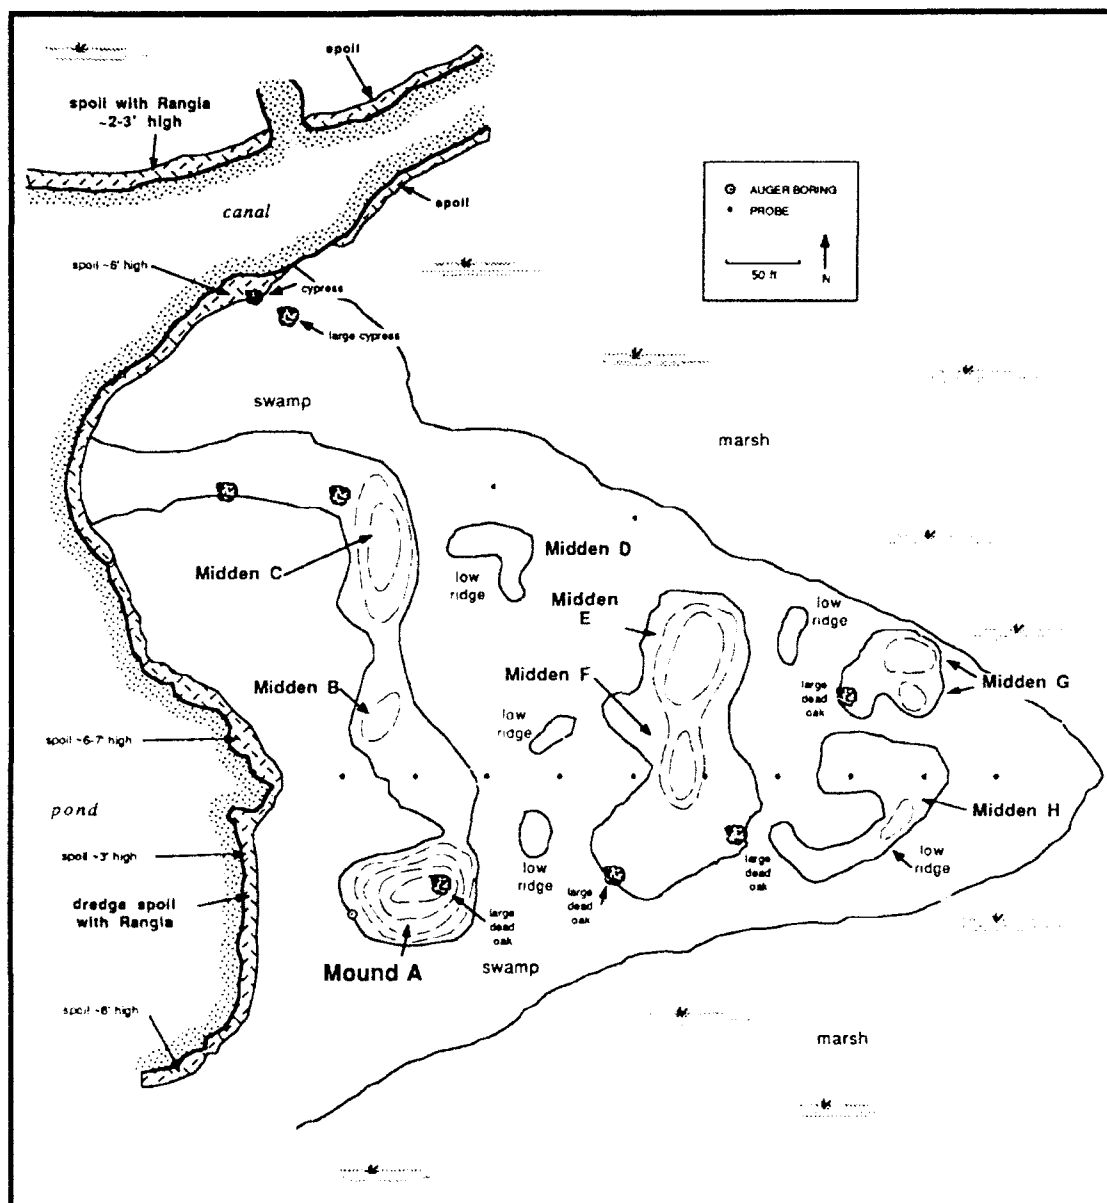 spoil
spoil with Rangia
~2-3' high
canal
spoil
AUGER BORING
PROBE
50 ft
N
spoil ~6' high
cypress
large cypress
swamp
marsh
Midden C
Midden D
low
ridge
Midden
E
low
ridge
Midden B
Midden F
large
dead
oak
Midden G
low
ridge
spoil ~6-7' high
pond
Midden H
spoil ~3' high
low
ridge
large
dead
oak
low
ridge
dredge spoil
with Rangia
large
dead
oak
large
dead
oak
Mound A
swamp
spoil ~6' high
marsh